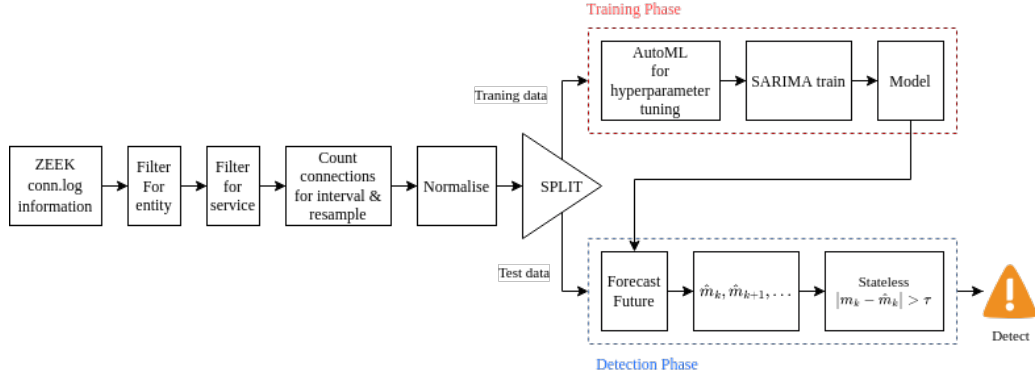 Training Phase
AutoML
for
hyperparameter
tuning
SARIMA train
Model
Traning data
ZEEK
conn.log
information
Filter
For
entity
Filter
for
service
Count
connections
for interval &
resample
Normalise
SPLIT
Test data
Forecast
Future
m̂ₖ, m̂ₖ₊₁, . . .
Stateless
|mₖ − m̂ₖ| > τ
Detect
Detection Phase